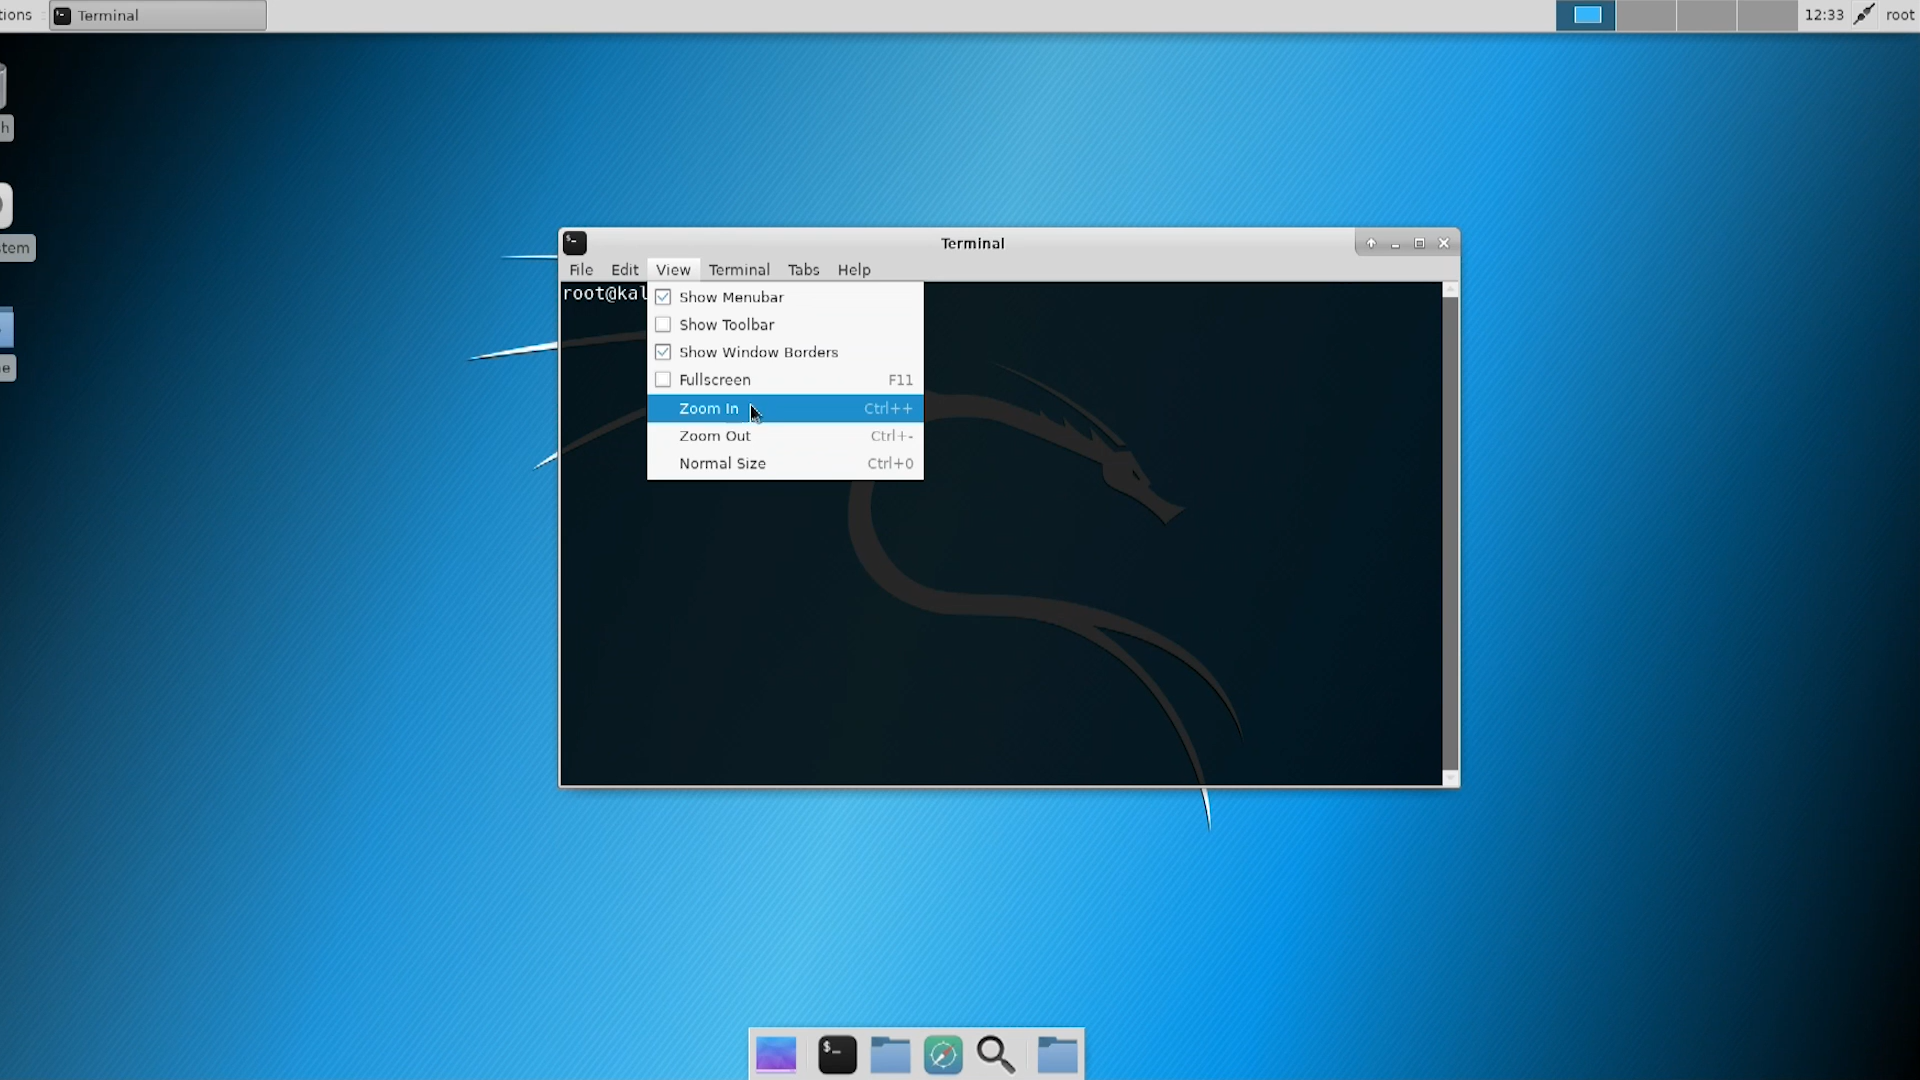 tions Terminal 12:33 root
h
stem
e
Terminal
File Edit View Terminal Tabs Help
root@kal
Show Menubar
Show Toolbar
Show Window Borders
Fullscreen F11
Zoom In Ctrl++
Zoom Out Ctrl+-
Normal Size Ctrl+0
$-